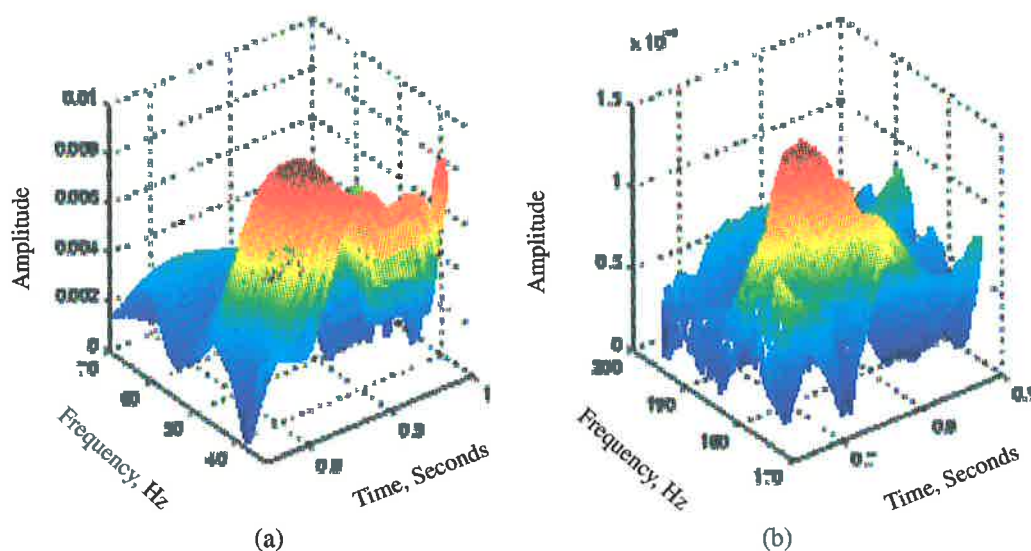 0.01
0.008
0.006
0.004
0.002
0
Amplitude
70
60
50
40
Frequency, Hz
0.8
0.9
1
Time, Seconds
(a)
1.5
1
0.5
0
Amplitude
200
190
180
170
Frequency, Hz
Time, Seconds
(b)